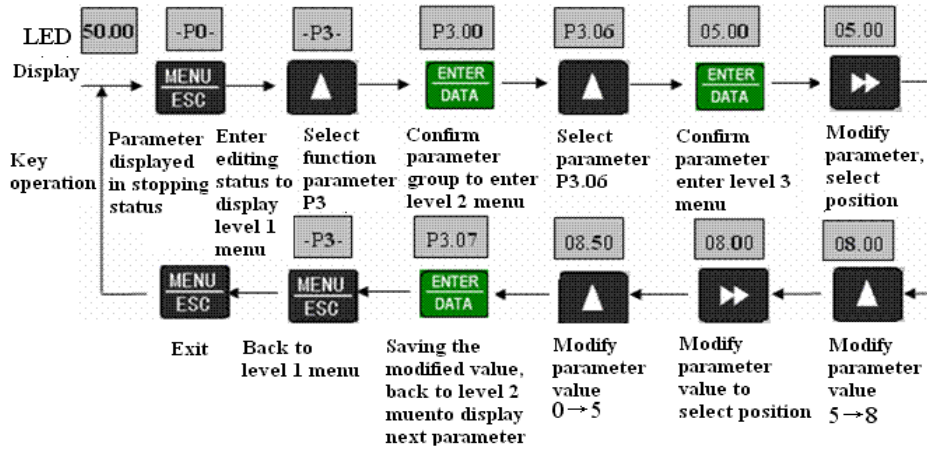 LED
50.00
-P0-
-P3-
P3.00
P3.06
05.00
05.00
Display
MENU
ESC
ENTER
DATA
ENTER
DATA
Key
operation
Parameter
displayed
in stopping
status
Enter
editing
status to
display
level 1
menu
Select
function
parameter
P3
Confirm
parameter
group to enter
level 2 menu
Select
parameter
P3.06
Confirm
parameter
enter level 3
menu
Modify
parameter,
select
position
-P3-
P3.07
08.50
08.00
08.00
MENU
ESC
MENU
ESC
ENTER
DATA
Exit
Back to
level 1 menu
Saving the
modified value,
back to level 2
muento display
next parameter
Modify
parameter
value
0→5
Modify
parameter
value to
select position
Modify
parameter
value
5→8